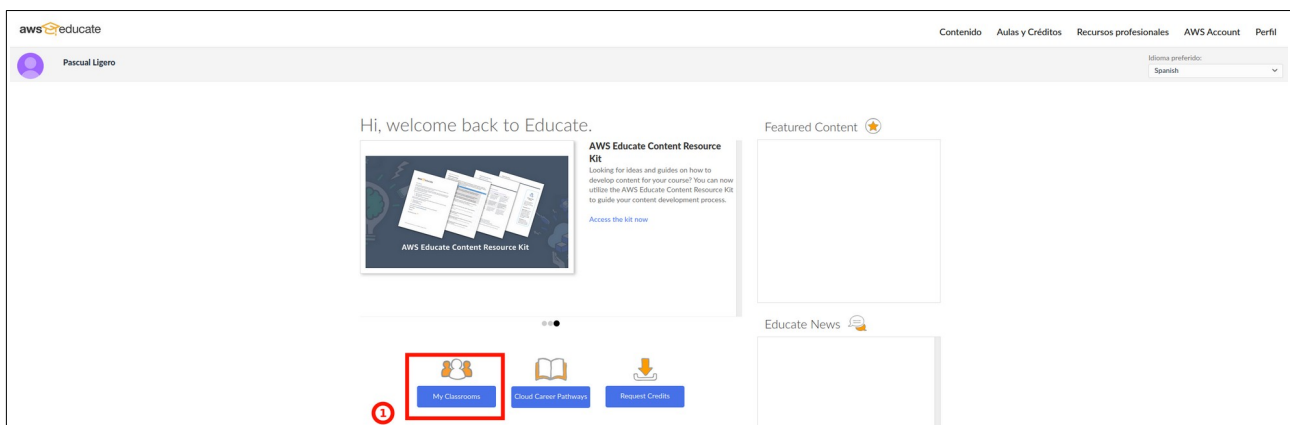 aws educate
Contenido Aulas y Créditos Recursos profesionales AWS Account Perfil
Pascual Ligero
Idioma preferido:
Spanish
Hi, welcome back to Educate.
AWS Educate Content Resource Kit
AWS Educate Content Resource
Kit
Looking for ideas and guides on how to
develop content for your course? You can now
utilize the AWS Educate Content Resource Kit
to guide your content development process.
Access the kit now
Featured Content
Educate News
My Classrooms
Cloud Career Pathways
Request Credits
1